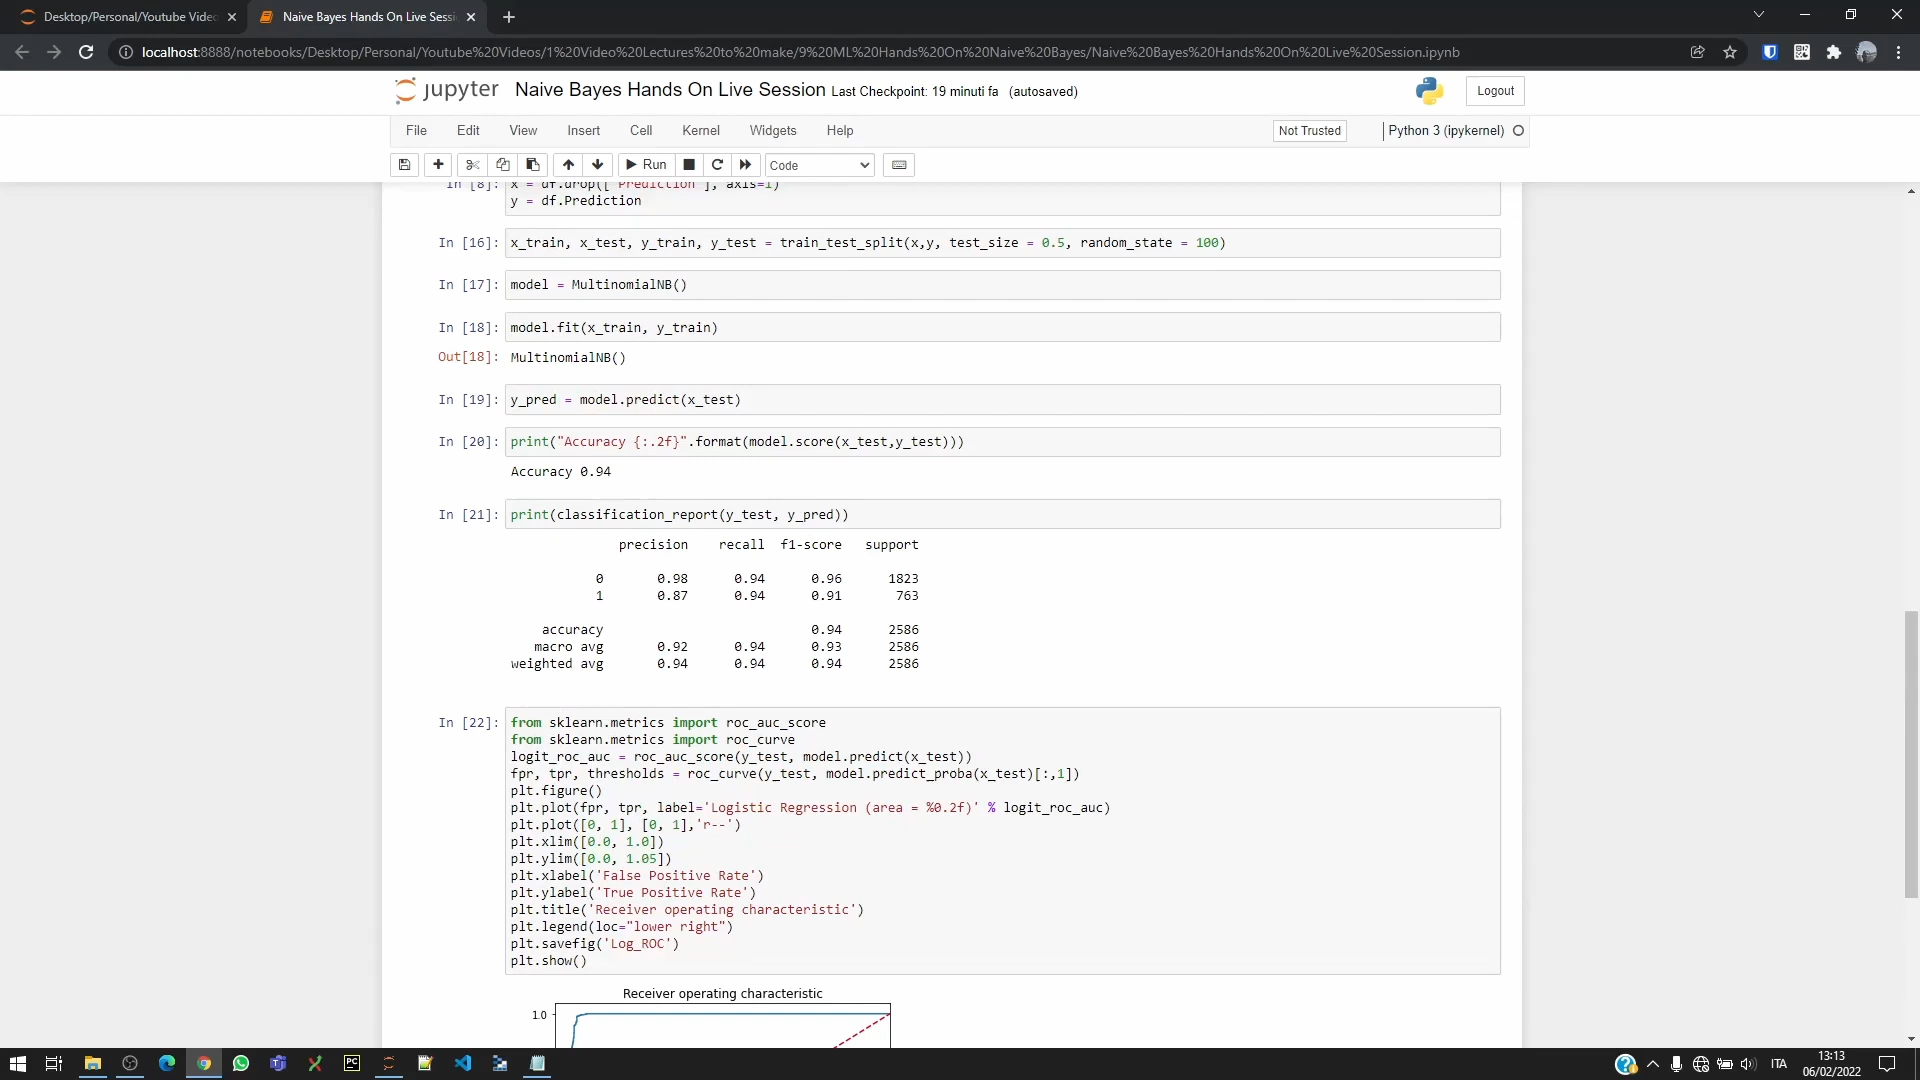 Desktop/Personal/Youtube Video
Naive Bayes Hands On Live Sessi
localhost:8888/notebooks/Desktop/Personal/Youtube%20Videos/1%20Video%20Lectures%20to%20make/9%20ML%20Hands%20On%20Naive%20Bayes/Naive%20Bayes%20Hands%20On%20Live%20Session.ipynb
jupyter Naive Bayes Hands On Live Session Last Checkpoint: 19 minuti fa (autosaved)
Logout
File Edit View Insert Cell Kernel Widgets Help
Not Trusted
Python 3 (ipykernel)
Run
Code
In [8]: x = df.drop(['Prediction'], axis=1)
y = df.Prediction
In [16]: x_train, x_test, y_train, y_test = train_test_split(x,y, test_size = 0.5, random_state = 100)
In [17]: model = MultinomialNB()
In [18]: model.fit(x_train, y_train)
Out[18]: MultinomialNB()
In [19]: y_pred = model.predict(x_test)
In [20]: print("Accuracy {:.2f}".format(model.score(x_test,y_test)))
Accuracy 0.94
In [21]: print(classification_report(y_test, y_pred))
precision recall f1-score support
0 0.98 0.94 0.96 1823
1 0.87 0.94 0.91 763
accuracy 0.94 2586
macro avg 0.92 0.94 0.93 2586
weighted avg 0.94 0.94 0.94 2586
In [22]: from sklearn.metrics import roc_auc_score
from sklearn.metrics import roc_curve
logit_roc_auc = roc_auc_score(y_test, model.predict(x_test))
fpr, tpr, thresholds = roc_curve(y_test, model.predict_proba(x_test)[:,1])
plt.figure()
plt.plot(fpr, tpr, label='Logistic Regression (area = %0.2f)' % logit_roc_auc)
plt.plot([0, 1], [0, 1],'r--')
plt.xlim([0.0, 1.0])
plt.ylim([0.0, 1.05])
plt.xlabel('False Positive Rate')
plt.ylabel('True Positive Rate')
plt.title('Receiver operating characteristic')
plt.legend(loc="lower right")
plt.savefig('Log_ROC')
plt.show()
Receiver operating characteristic
1.0
PC
ITA
13:13
06/02/2022